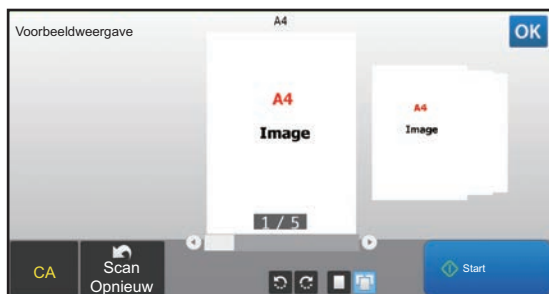 A4
Voorbeeldweergave
OK
A4
Image
A4
Image
1 / 5
CA
Scan
Opnieuw
Start